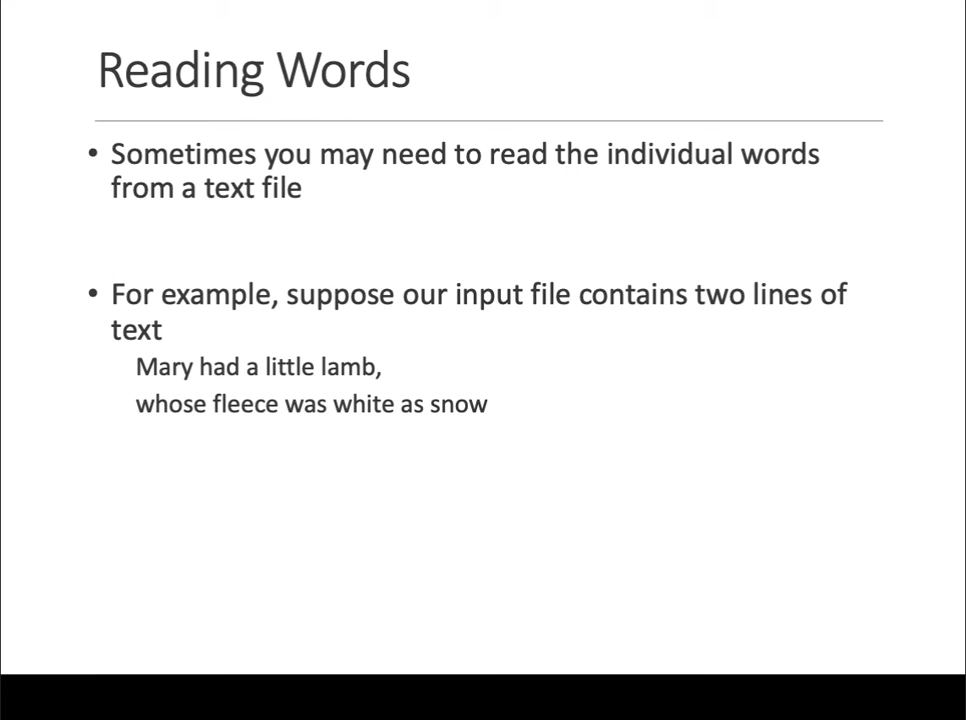 Reading Words
• Sometimes you may need to read the individual words
from a text file
• For example, suppose our input file contains two lines of
text
Mary had a little lamb,
whose fleece was white as snow